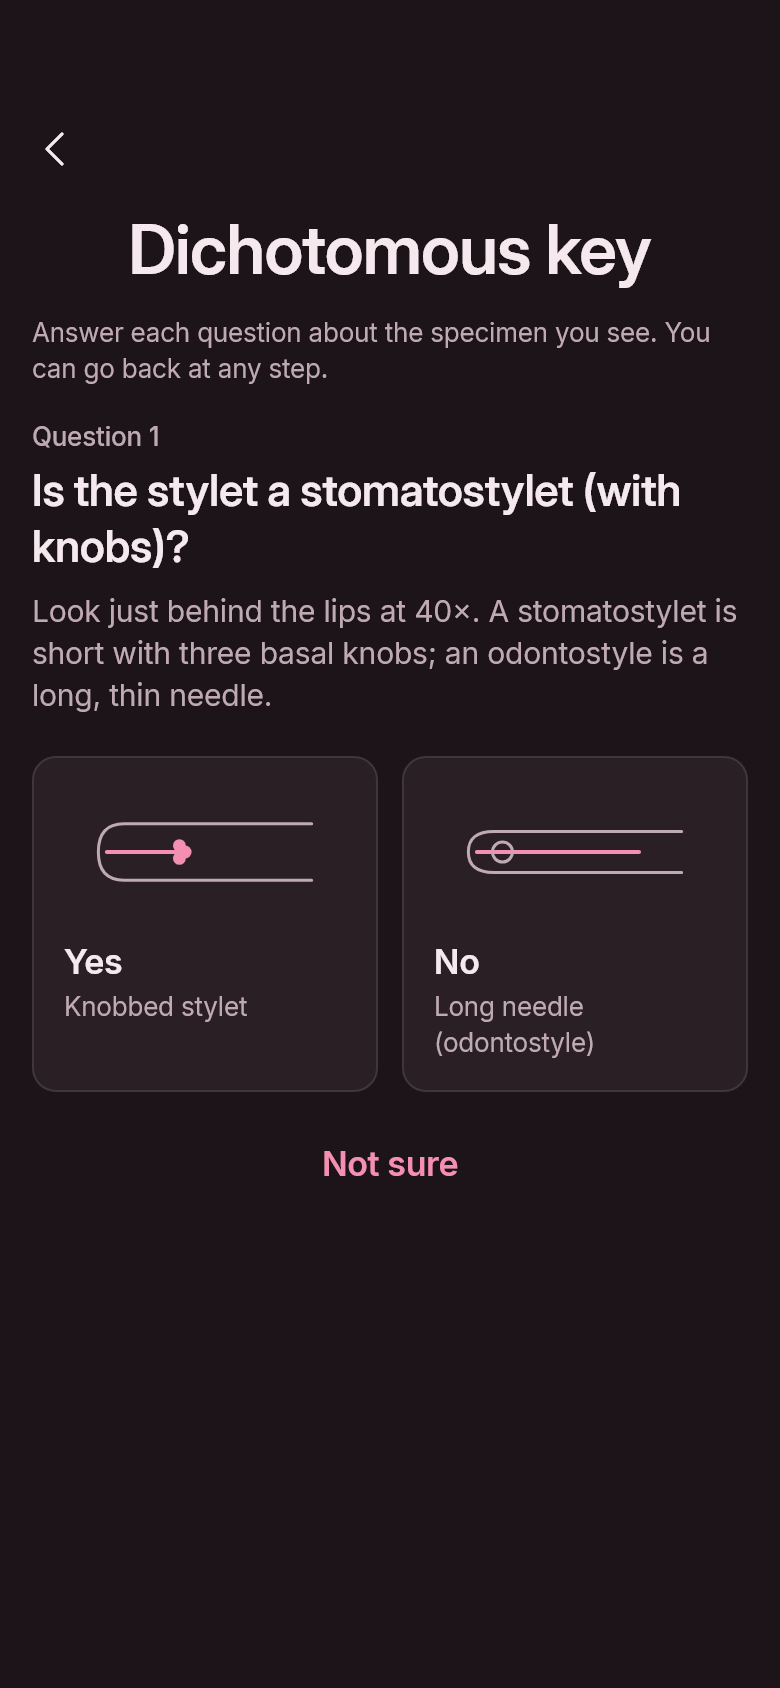 Dichotomous key
Answer each question about the specimen you see. You
can go back at any step.
Question 1
Is the stylet a stomatostylet (with
knobs)?
Look just behind the lips at 40×. A stomatostylet is
short with three basal knobs; an odontostyle is a
long, thin needle.
Yes
Knobbed stylet
No
Long needle
(odontostyle)
Not sure